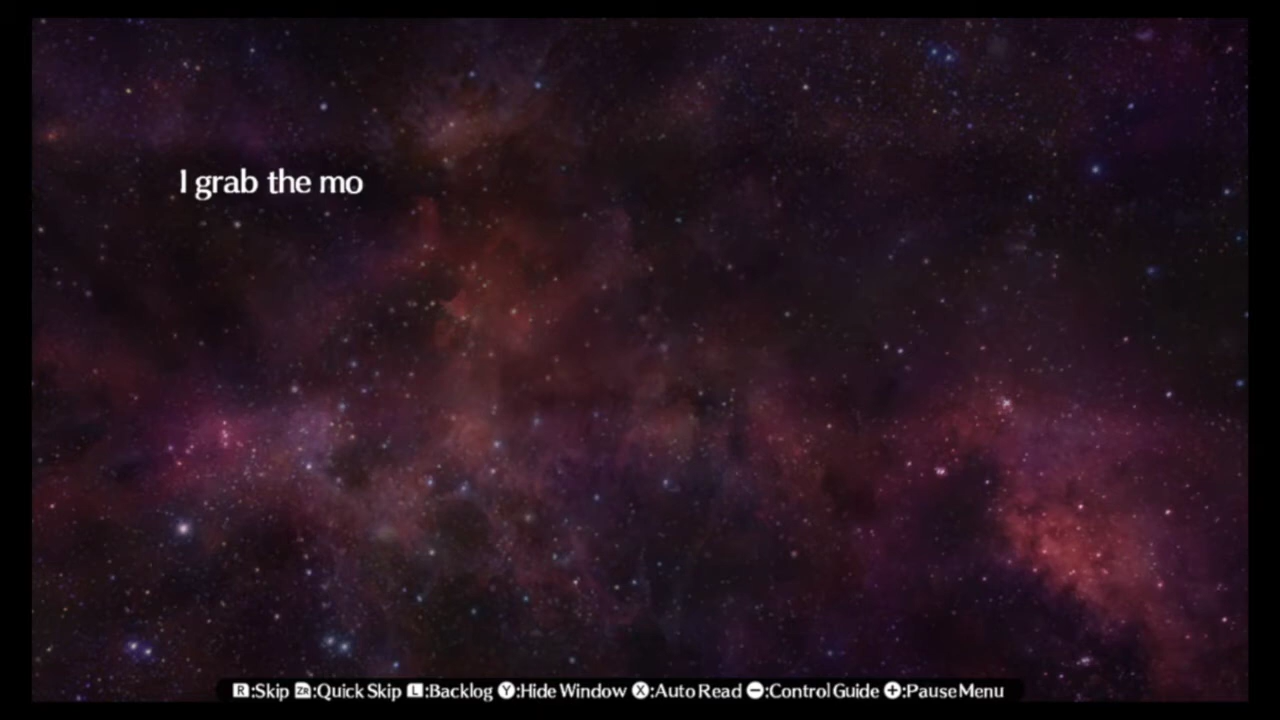 I grab the mo
R:Skip ZR:Quick Skip L:Backlog Y:Hide Window X:Auto Read -:Control Guide +:Pause Menu